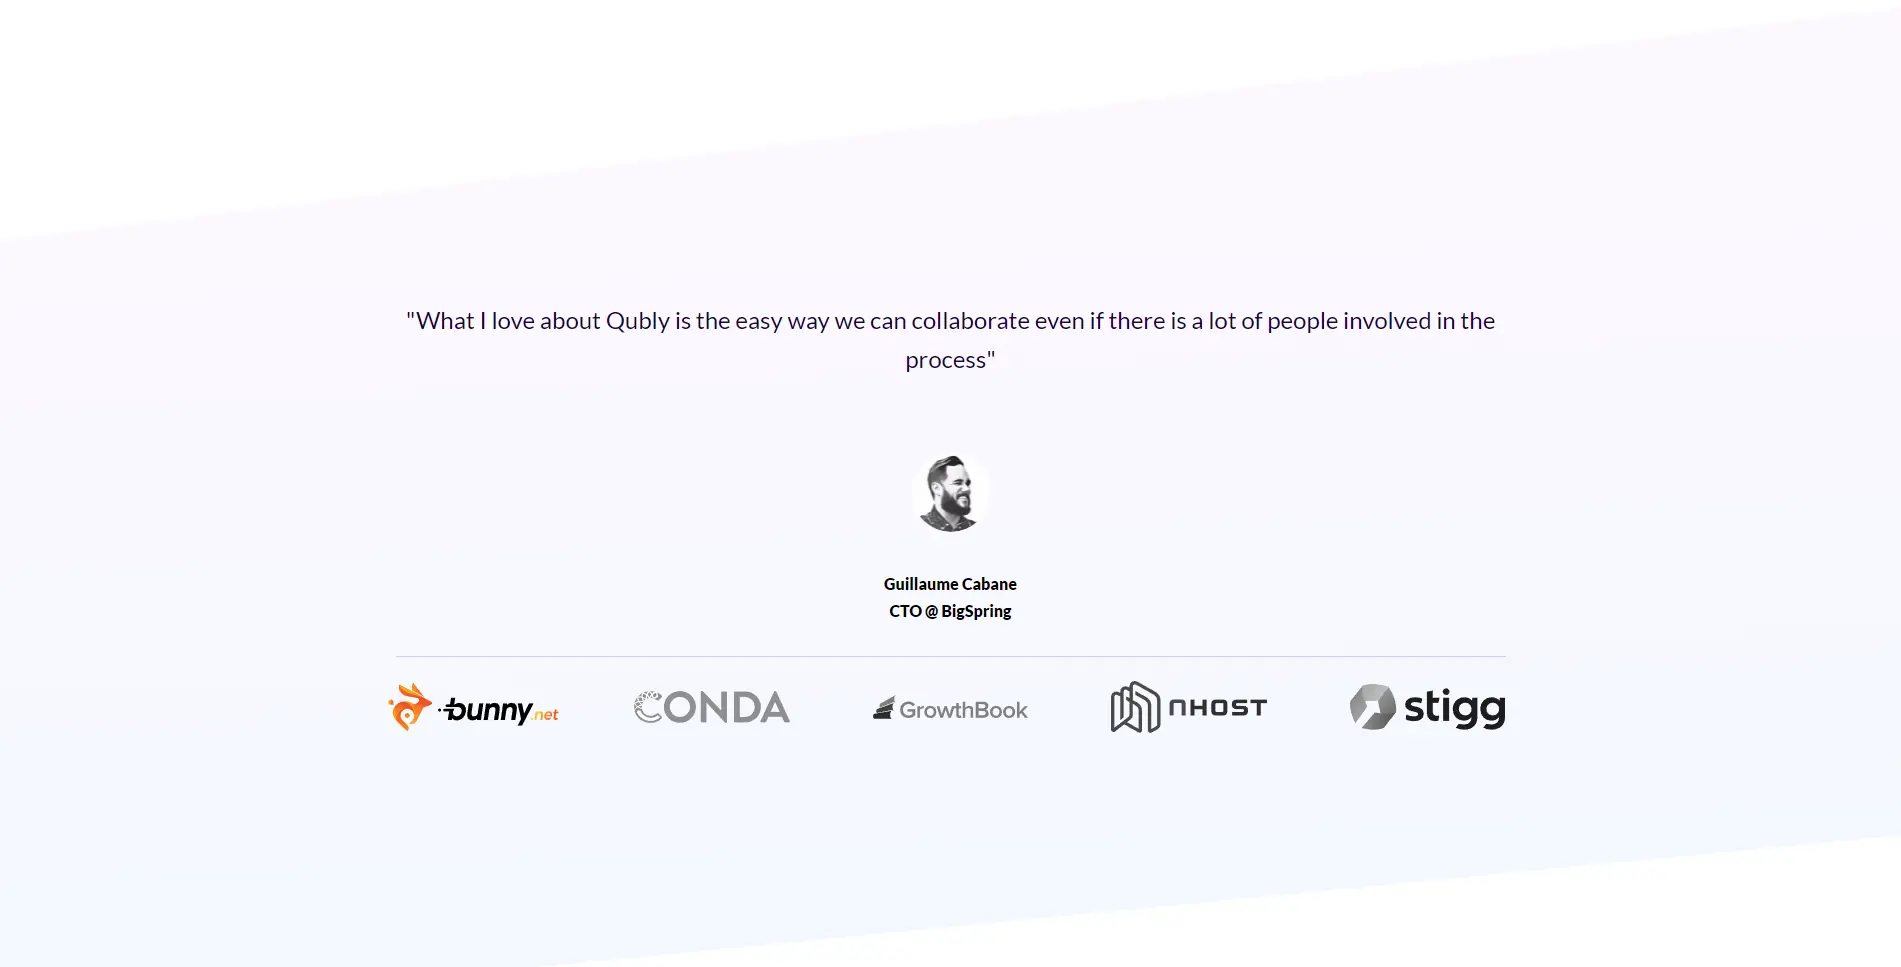 "What I love about Qubly is the easy way we can collaborate even if there is a lot of people involved in the
process"
Guillaume Cabane
CTO @ BigSpring
bunny.net
CONDA
GrowthBook
nHOST
stigg